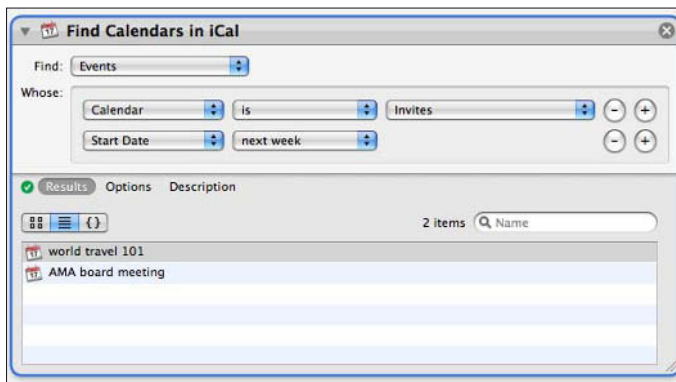 Find Calendars in iCal
Find: Events
Whose:
Calendar is Invites
Start Date next week
Results Options Description
2 items Name
world travel 101
AMA board meeting